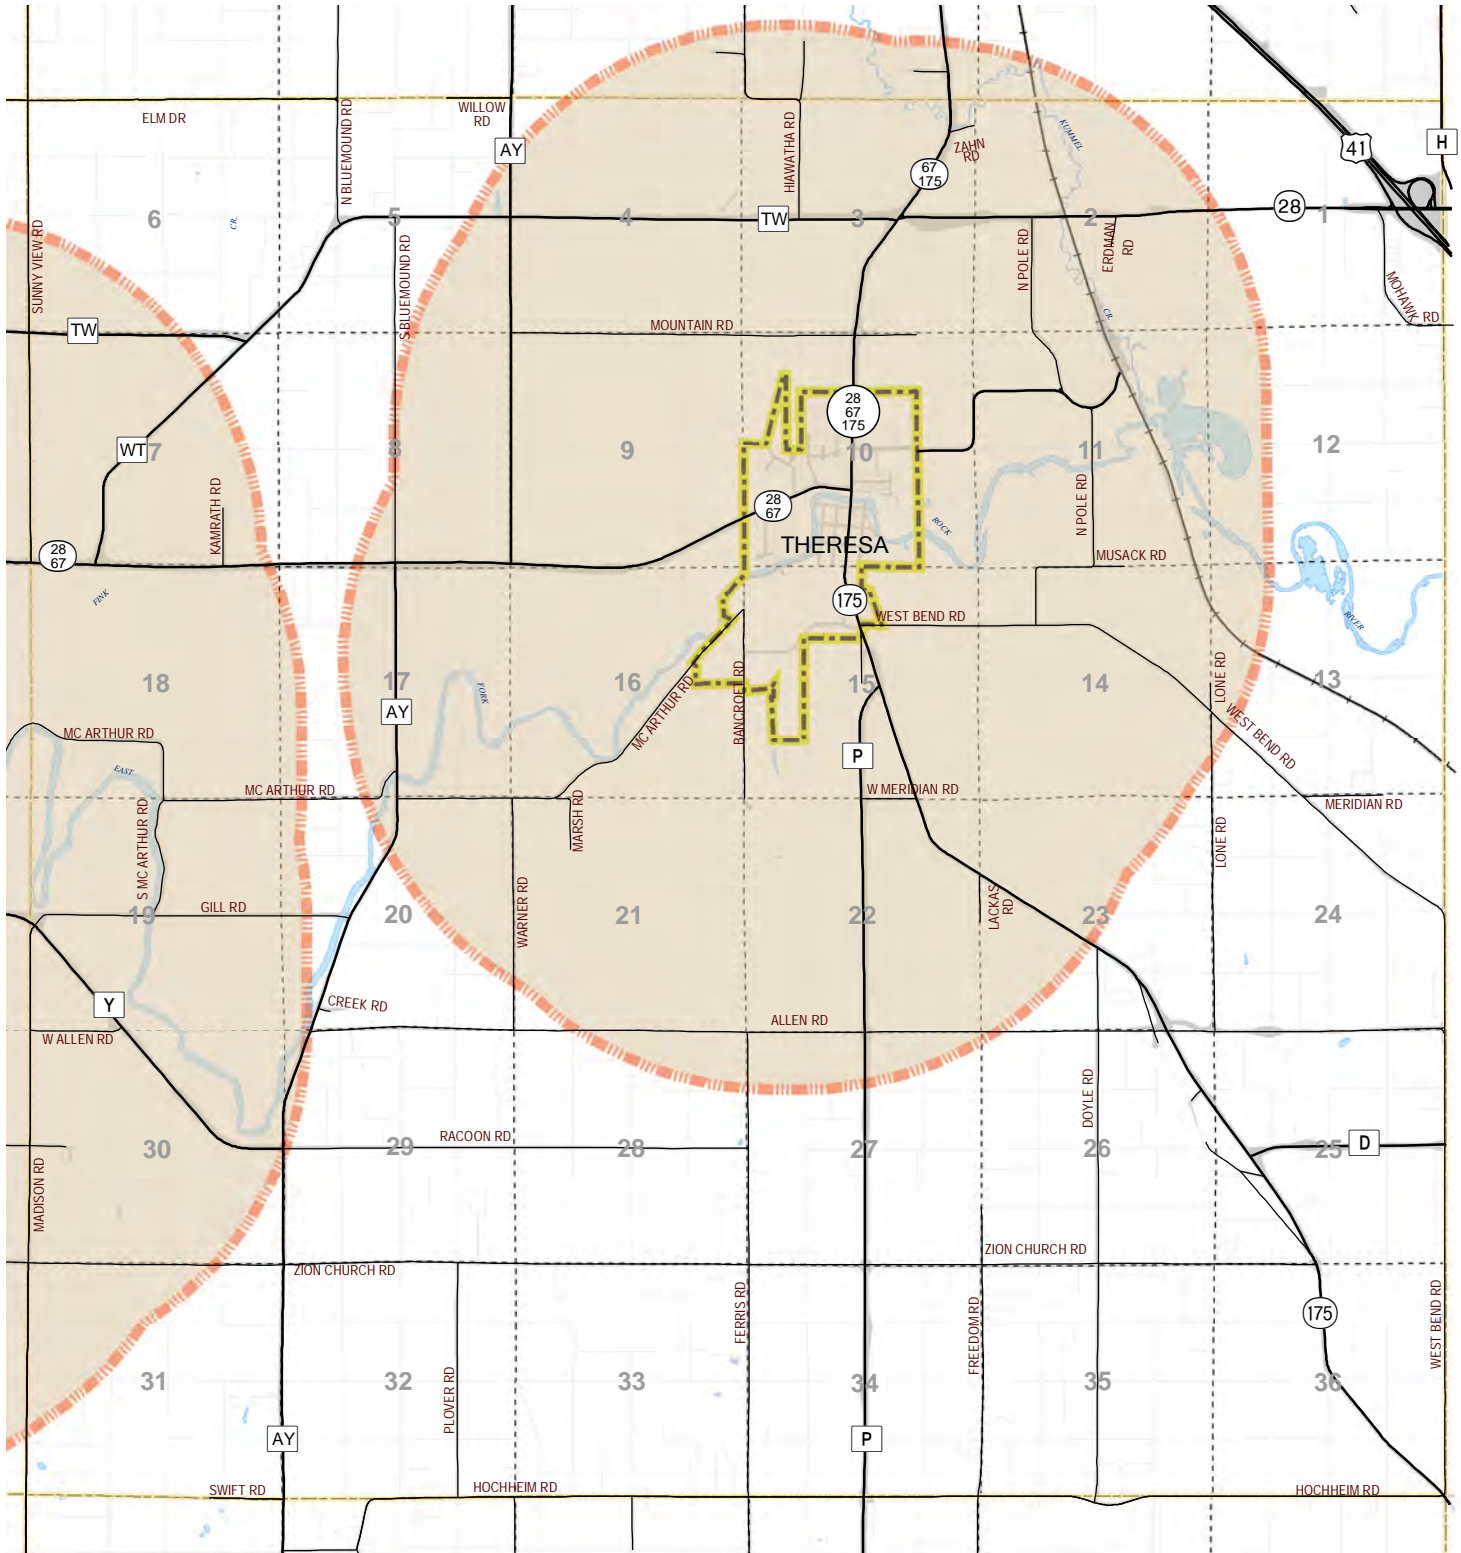 ELM DR
N BLUEMOUND RD
WILLOW
RD
AY
HIAWATHA RD
67
175
ZAHN
RD
KUMMEL
41
H
6
CR.
5
4
TW
3
2
28
1
SUNNY VIEW RD
S BLUEMOUND RD
N POLE RD
ERDMAN
RD
MOHAWK RD
TW
MOUNTAIN RD
CR.
28
67
175
WT
7
8
9
10
11
12
KAMRATH RD
28
67
ROCK
N POLE RD
28
67
THERESA
MUSACK RD
FINK
175
WEST BEND RD
RIVER
18
17
FORK
16
MC ARTHUR RD
BANCROFT RD
15
14
LONE RD
13
AY
MC ARTHUR RD
WEST BEND RD
P
EAST
MC ARTHUR RD
W MERIDIAN RD
MERIDIAN RD
S MC ARTHUR RD
MARSH RD
LONE RD
19
GILL RD
20
WARNER RD
21
22
LACKAS
RD
23
24
Y
CREEK RD
W ALLEN RD
ALLEN RD
DOYLE RD
30
29
RACOON RD
28
27
26
25
D
MADISON RD
ZION CHURCH RD
ZION CHURCH RD
FERRIS RD
FREEDOM RD
175
WEST BEND RD
31
32
PLOVER RD
33
34
35
36
AY
P
SWIFT RD
HOCHHEIM RD
HOCHHEIM RD